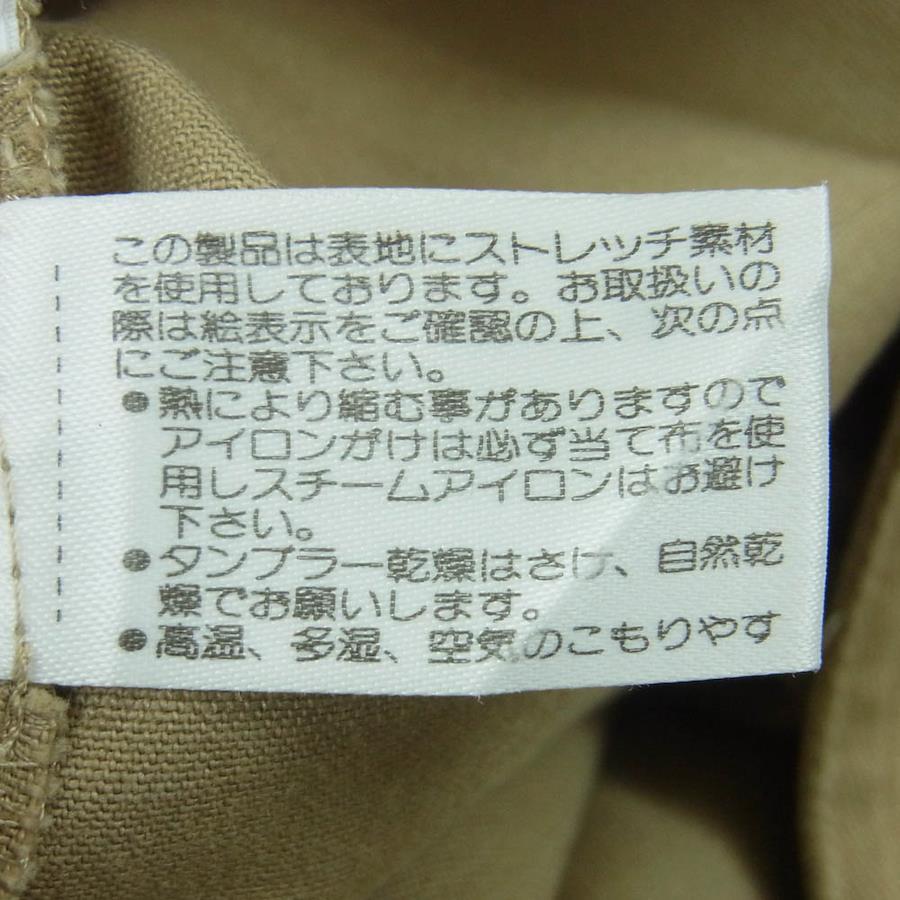 この製品は表地にストレッチ素材
を使用しております。お取扱いの
際は絵表示をご確認の上、次の点
にご注意下さい。
●熱により縮む事がありますので
アイロンがけは必ず当て布を使
用しスチームアイロンはお避け
下さい。
●タンブラー乾燥はさけ、自然乾
燥でお願いします。
●高温、多湿、空気のこもりやす